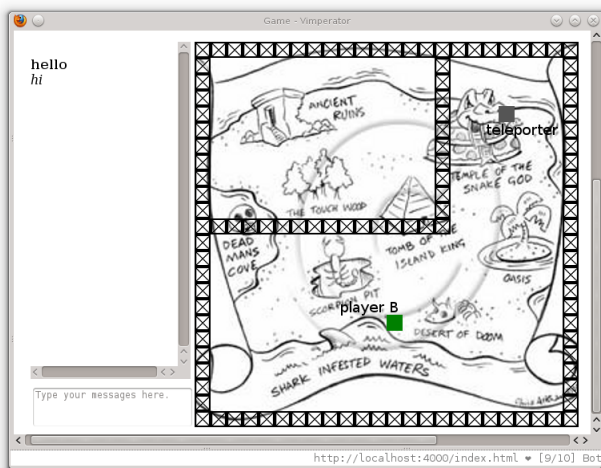 Game - Vimperator
hello
hi
ANCIENT
RUINS
teleporter
TEMPLE OF THE
SNAKE GOD
THE TOUCH WOOD
DEAD
MANS
COVE
TOMB OF THE
ISLAND KING
OASIS
SCORPION PIT
player B
DESERT OF DOOM
SHARK INFESTED WATERS
Type your messages here.
http://localhost:4000/index.html ❤ [9/10] Bot